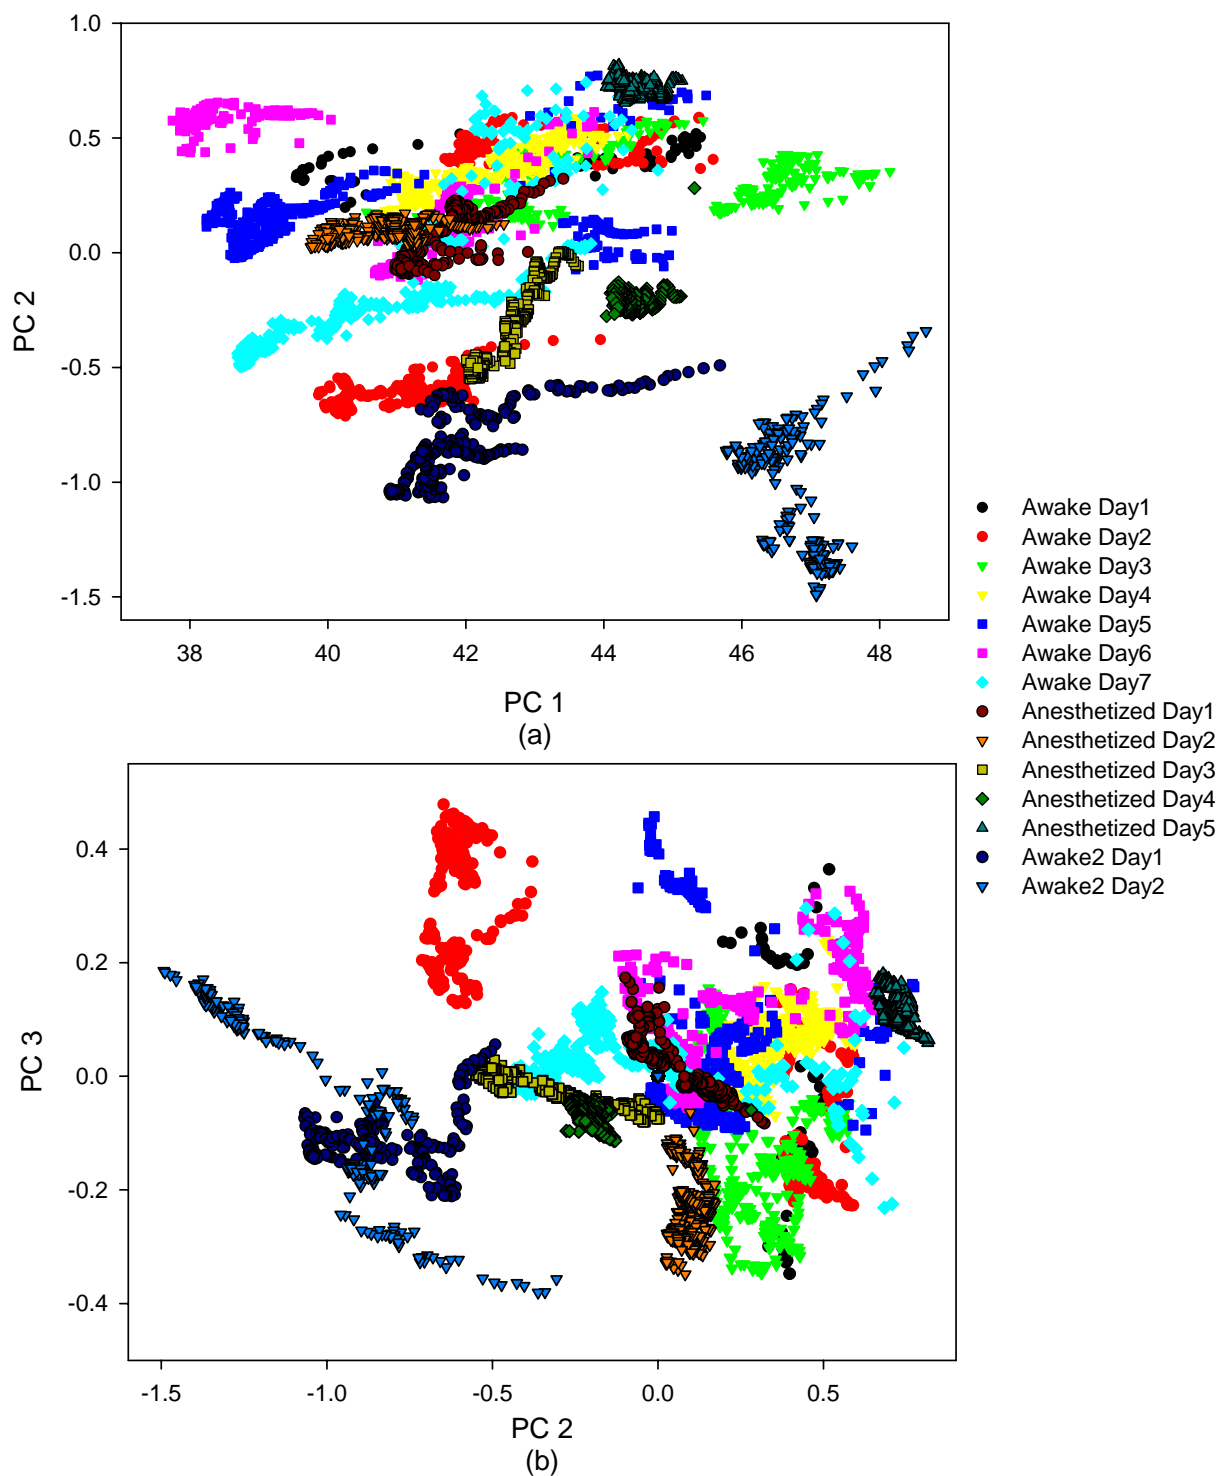 1.0
0.5
0.0
-0.5
-1.0
-1.5
PC 2
38 40 42 44 46 48
PC 1
(a)
Awake Day1
Awake Day2
Awake Day3
Awake Day4
Awake Day5
Awake Day6
Awake Day7
Anesthetized Day1
Anesthetized Day2
Anesthetized Day3
Anesthetized Day4
Anesthetized Day5
Awake2 Day1
Awake2 Day2
0.4
0.2
0.0
-0.2
-0.4
PC 3
-1.5 -1.0 -0.5 0.0 0.5
PC 2
(b)